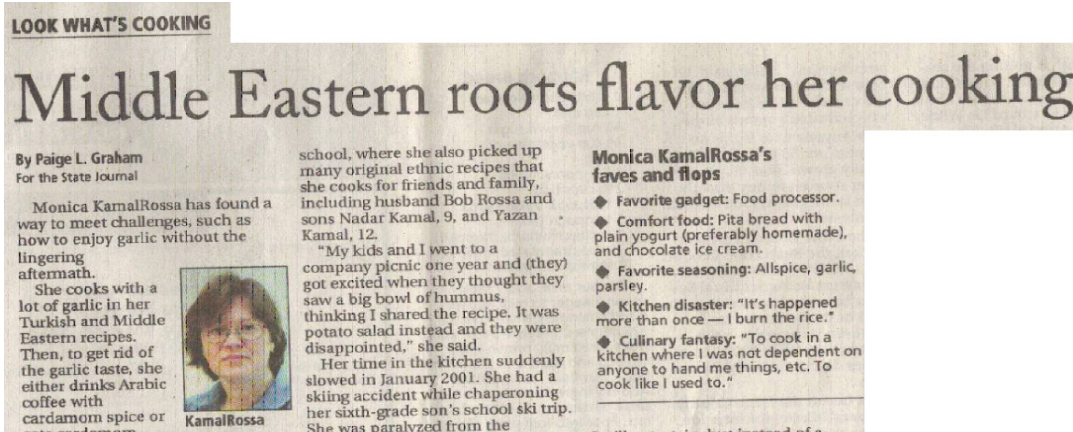 LOOK WHAT'S COOKING
Middle Eastern roots flavor her cooking
By Paige L. Graham
For the State Journal
Monica KamalRossa has found a
way to meet challenges, such as
how to enjoy garlic without the
lingering
aftermath.
She cooks with a
lot of garlic in her
Turkish and Middle
Eastern recipes.
Then, to get rid of
the garlic taste, she
either drinks Arabic
coffee with
cardamom spice or
KamalRossa
school, where she also picked up
many original ethnic recipes that
she cooks for friends and family,
including husband Bob Rossa and
sons Nadar Kamal, 9, and Yazan
Kamal, 12.
"My kids and I went to a
company picnic one year and (they)
got excited when they thought they
saw a big bowl of hummus,
thinking I shared the recipe. It was
potato salad instead and they were
disappointed," she said.
Her time in the kitchen suddenly
slowed in January 2001. She had a
skiing accident while chaperoning
her sixth-grade son's school ski trip.
She was paralyzed from the
Monica KamalRossa's
faves and flops
◆ Favorite gadget: Food processor.
◆ Comfort food: Pita bread with
plain yogurt (preferably homemade),
and chocolate ice cream.
◆ Favorite seasoning: Allspice, garlic,
parsley.
◆ Kitchen disaster: "It's happened
more than once — I burn the rice."
◆ Culinary fantasy: "To cook in a
kitchen where I was not dependent on
anyone to hand me things, etc. To
cook like I used to."